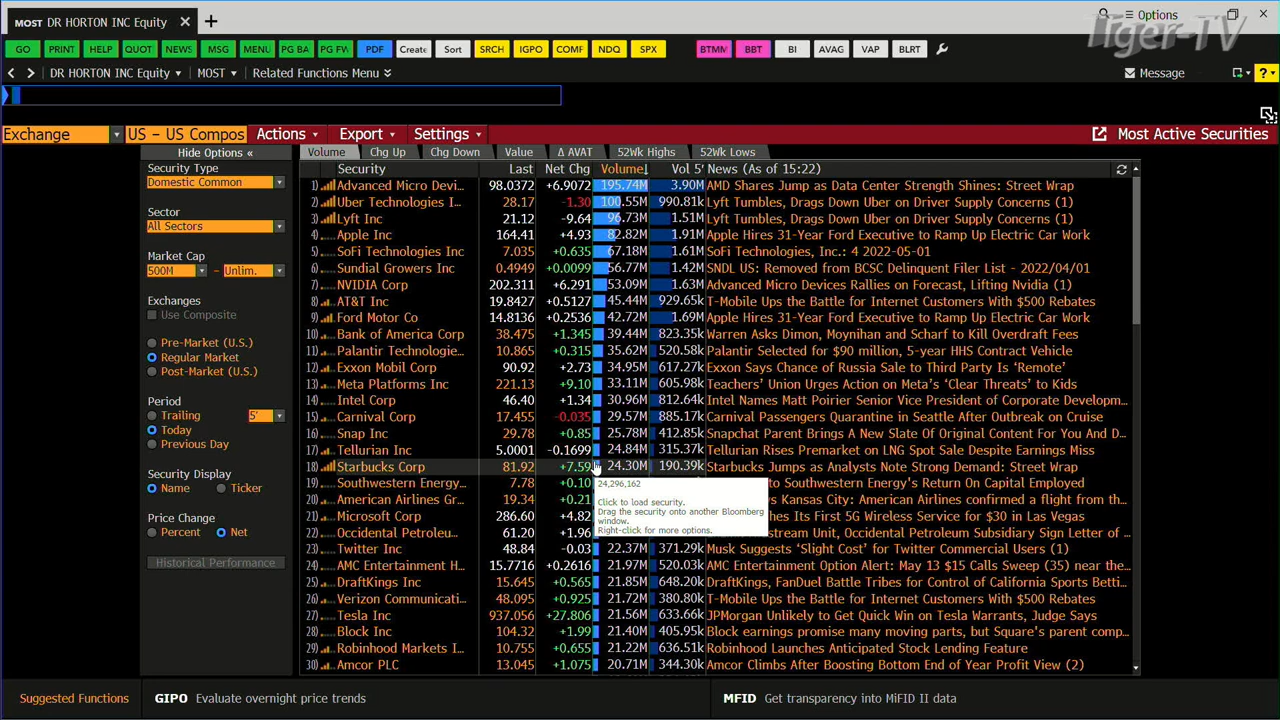 MOST DR HORTON INC Equity × + Options
Tiger-TV
GO PRINT HELP QUOT NEWS MSG MENU PG BA PG FW PDF Create Sort SRCH IGPO COMF NDQ SPX BTMM BBT BI AVAG VAP BLRT
DR HORTON INC Equity MOST Related Functions Menu Message ?
Exchange US - US Compos Actions Export Settings Most Active Securities
Hide Options «
Security Type
Domestic Common
Sector
All Sectors
Market Cap
500M - Unlim.
Exchanges
Use Composite
Pre-Market (U.S.)
Regular Market
Post-Market (U.S.)
Period
Trailing 5'
Today
Previous Day
Security Display
Name Ticker
Price Change
Percent Net
Historical Performance
Volume Chg Up Chg Down Value Δ AVAT 52Wk Highs 52Wk Lows
Security Last Net Chg Volume↓ Vol 5' News (As of 15:22)
1) Advanced Micro Devi... 98.0372 +6.9072 195.74M 3.90M AMD Shares Jump as Data Center Strength Shines: Street Wrap
2) Uber Technologies I... 28.17 -1.30 100.55M 990.81k Lyft Tumbles, Drags Down Uber on Driver Supply Concerns (1)
3) Lyft Inc 21.12 -9.64 96.73M 1.51M Lyft Tumbles, Drags Down Uber on Driver Supply Concerns (1)
4) Apple Inc 164.41 +4.93 82.82M 1.91M Apple Hires 31-Year Ford Executive to Ramp Up Electric Car Work
5) SoFi Technologies Inc 7.035 +0.635 67.18M 1.61M SoFi Technologies, Inc.: 4 2022-05-01
6) Sundial Growers Inc 0.4949 +0.0099 56.77M 1.42M SNDL US: Removed from BCSC Delinquent Filer List - 2022/04/01
7) NVIDIA Corp 202.311 +6.291 53.09M 1.63M Advanced Micro Devices Rallies on Forecast, Lifting Nvidia (1)
8) AT&T Inc 19.8427 +0.5127 45.44M 929.65k T-Mobile Ups the Battle for Internet Customers With $500 Rebates
9) Ford Motor Co 14.8136 +0.2536 42.72M 1.69M Apple Hires 31-Year Ford Executive to Ramp Up Electric Car Work
10) Bank of America Corp 38.475 +1.345 39.44M 823.35k Warren Asks Dimon, Moynihan and Scharf to Kill Overdraft Fees
11) Palantir Technologie... 10.865 +0.315 35.62M 520.58k Palantir Selected for $90 million, 5-year HHS Contract Vehicle
12) Exxon Mobil Corp 90.92 +2.73 34.95M 617.27k Exxon Says Chance of Russia Sale to Third Party Is 'Remote'
13) Meta Platforms Inc 221.13 +9.10 33.11M 605.98k Teachers' Union Urges Action on Meta's 'Clear Threats' to Kids
14) Intel Corp 46.40 +1.34 30.96M 812.64k Intel Names Matt Poirier Senior Vice President of Corporate Developm...
15) Carnival Corp 17.455 -0.035 29.57M 885.17k Carnival Passengers Quarantine in Seattle After Outbreak on Cruise
16) Snap Inc 29.78 +0.85 25.78M 412.85k Snapchat Parent Brings A New Slate Of Original Content For You And D...
17) Tellurian Inc 5.0001 -0.1699 24.84M 315.37k Tellurian Rises Premarket on LNG Spot Sale Despite Earnings Loss
18) Starbucks Corp 81.92 +7.59 24.30M 190.39k Starbucks Jumps as Analysts Note Strong Demand: Street Wrap
19) Southwestern Energy... 7.78 +0.10 to Southwestern Energy's Return On Capital Employed
20) American Airlines Gr... 19.34 +0.21 Kansas City: American Airlines confirmed a flight from...
21) Microsoft Corp 286.60 +4.82 Its First 5G Wireless Service for $30 in Las Vegas
22) Occidental Petroleu... 61.20 +1.96 Unit, Occidental Petroleum Subsidiary Sign Letter of ...
23) Twitter Inc 48.84 -0.03 22.37M 371.29k Musk Suggests 'Slight Cost' for Twitter Commercial Users (1)
24) AMC Entertainment H... 15.7716 +0.2616 21.97M 520.03k AMC Entertainment Option Alert: May 13 $15 Calls Sweep (35) near the...
25) DraftKings Inc 15.645 +0.565 21.85M 648.20k DraftKings, FanDuel Battle Tribes for Control of California Sports Betti...
26) Verizon Communicati... 48.095 +0.925 21.72M 380.80k T-Mobile Ups the Battle for Internet Customers With $500 Rebates
27) Tesla Inc 937.056 +27.806 21.56M 633.66k JPMorgan Unlikely to Get Quick Win on Tesla Warrants, Judge Says
28) Block Inc 104.32 +1.99 21.40M 405.95k Block earnings promise many moving parts, but Square's parent comp...
29) Robinhood Markets I... 10.290 +0.655 21.22M 636.51k Robinhood Launches Anticipated Stock Lending Feature
30) Amcor PLC 13.045 +1.075 20.71M 344.30k Amcor Climbs After Boosting Bottom End of Year Profit View (2)
24,296,162
Click to load security.
Drag the security onto another Bloomberg
window.
Right-click for more options.
Suggested Functions GIPO Evaluate overnight price trends MFID Get transparency into MiFID II data